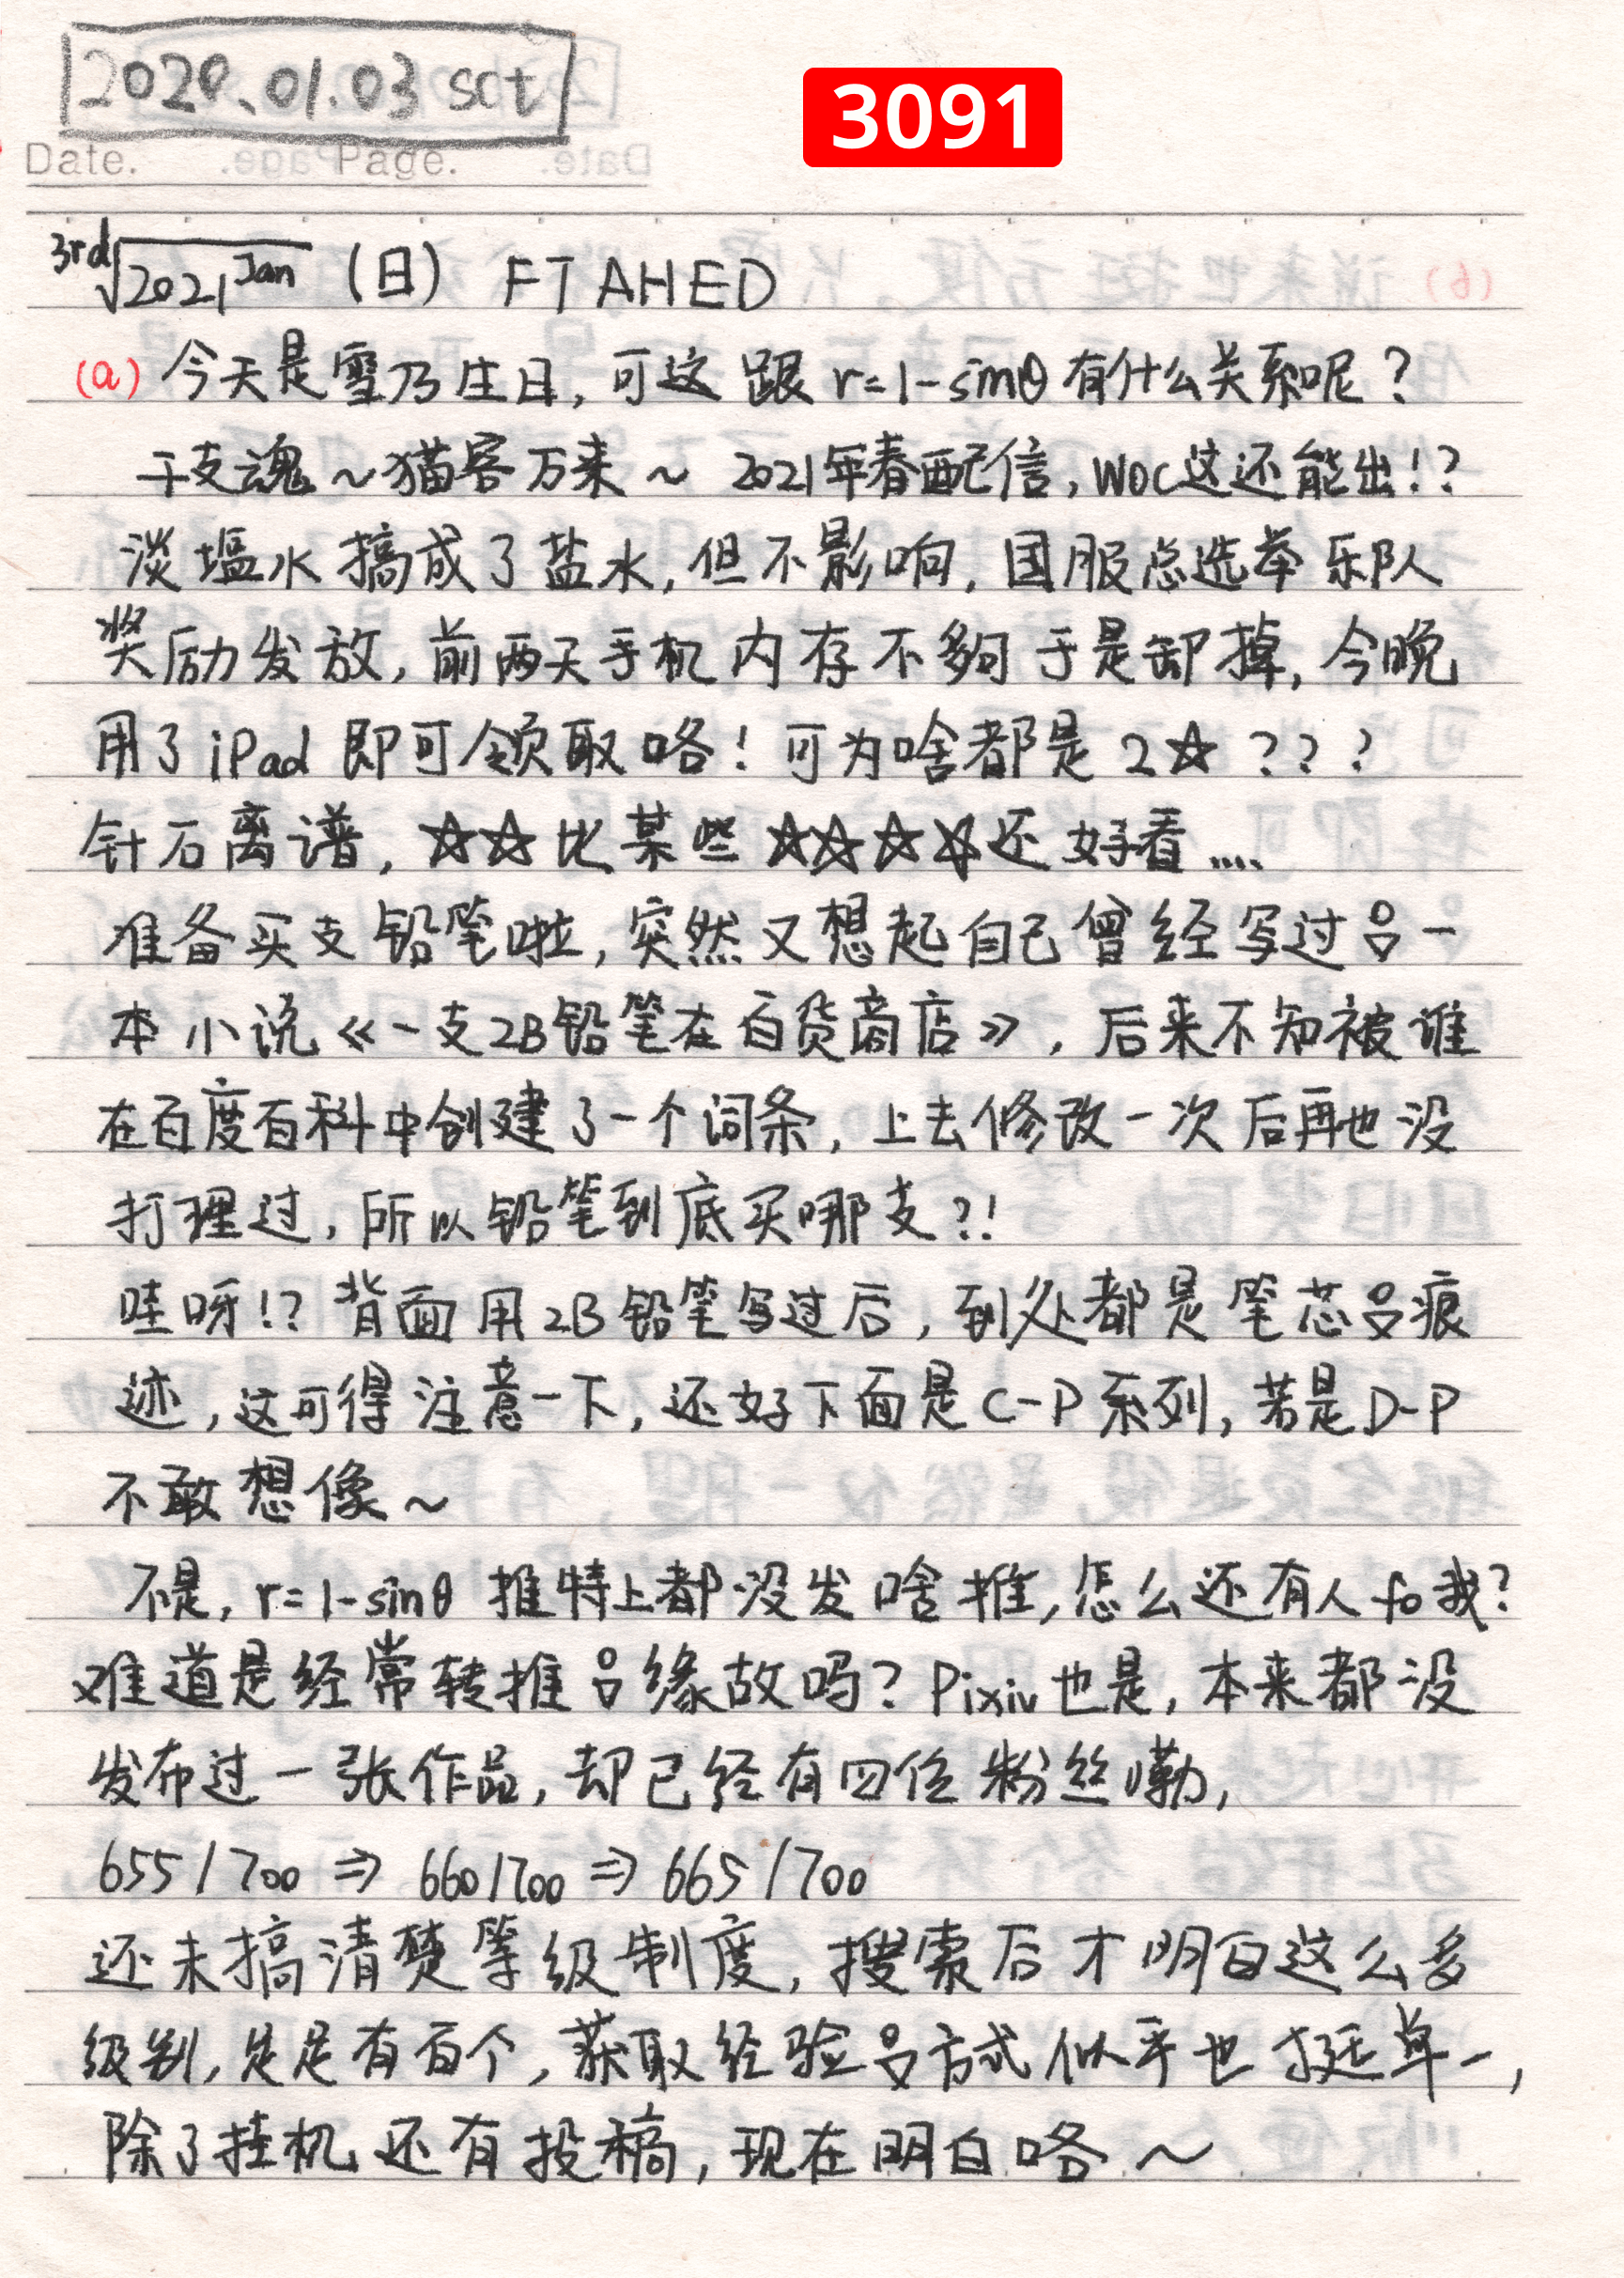 2020.01.03 sat
3091
Date. Page.
3rd√2021 Jan (日) FTAHED
(a) 今天是雪乃生日, 可这跟 r=1-sinθ 有什么关系呢?
干支魂~猫客万来~ 2021年春配信, woc这还能出!?
淡塩水搞成了盐水, 但不影响, 国服总选举乐队
奖励发放, 前两天手机内存不够于是卸掉, 今晚
用了iPad 即可领取咯! 可为啥都是2☆???
针石离谱, ☆☆比某些☆☆☆☆还好看....
准备买支铅笔啦, 突然又想起自己曾经写过吕一
本小说《一支2B铅笔在百货商店》, 后来不知被谁
在百度百科中创建了一个词条, 上去修改一次后再也没
打理过, 所以铅笔到底买哪支?!
哇呀!? 背面用2B铅笔写过后, 到处都是笔芯吕痕
迹, 这可得注意一下, 还好下面是C-P系列, 若是D-P
不敢想像~
不是, r=1-sinθ 推特上都没发啥推, 怎么还有人fo我?
难道是经常转推吕缘故吗? Pixiv也是, 本来都没
发布过一张作品, 却已经有四位粉丝嘞,
655/700 ⇒ 660/700 ⇒ 665/700
还未搞清楚等级制度, 搜索后才明白这么多
级别, 足足有百个, 获取经验吕方式似乎也挺单一,
除了挂机还有投稿, 现在明白咯~